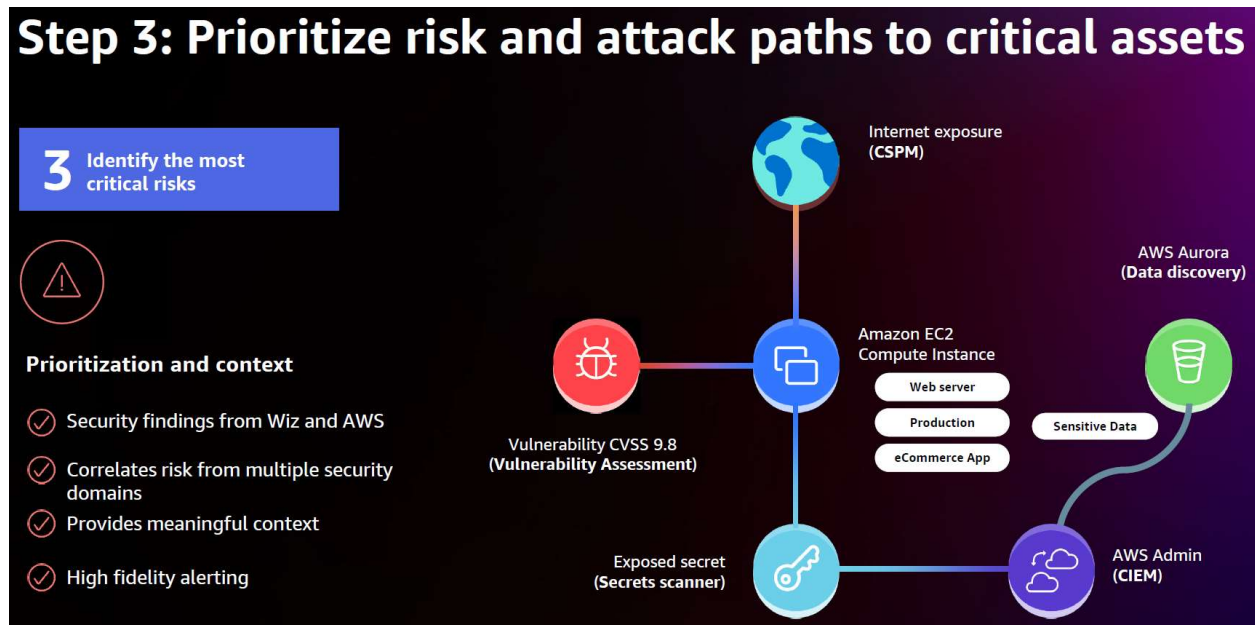 Step 3: Prioritize risk and attack paths to critical assets
3
Identify the most
critical risks
Prioritization and context
Security findings from Wiz and AWS
Correlates risk from multiple security
domains
Provides meaningful context
High fidelity alerting
Internet exposure
(CSPM)
AWS Aurora
(Data discovery)
Amazon EC2
Compute Instance
Web server
Production
eCommerce App
Sensitive Data
Vulnerability CVSS 9.8
(Vulnerability Assessment)
Exposed secret
(Secrets scanner)
AWS Admin
(CIEM)